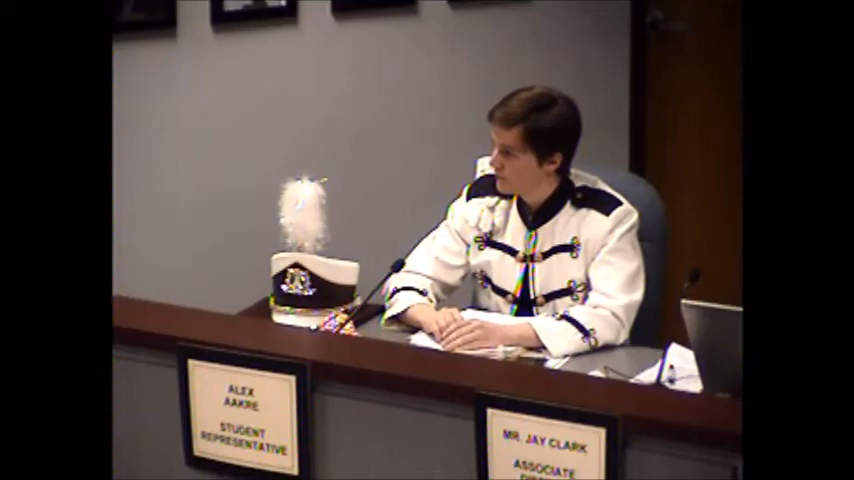 ALEX
AAKRE
STUDENT
REPRESENTATIVE
MR. JAY CLARK
ASSOCIATE